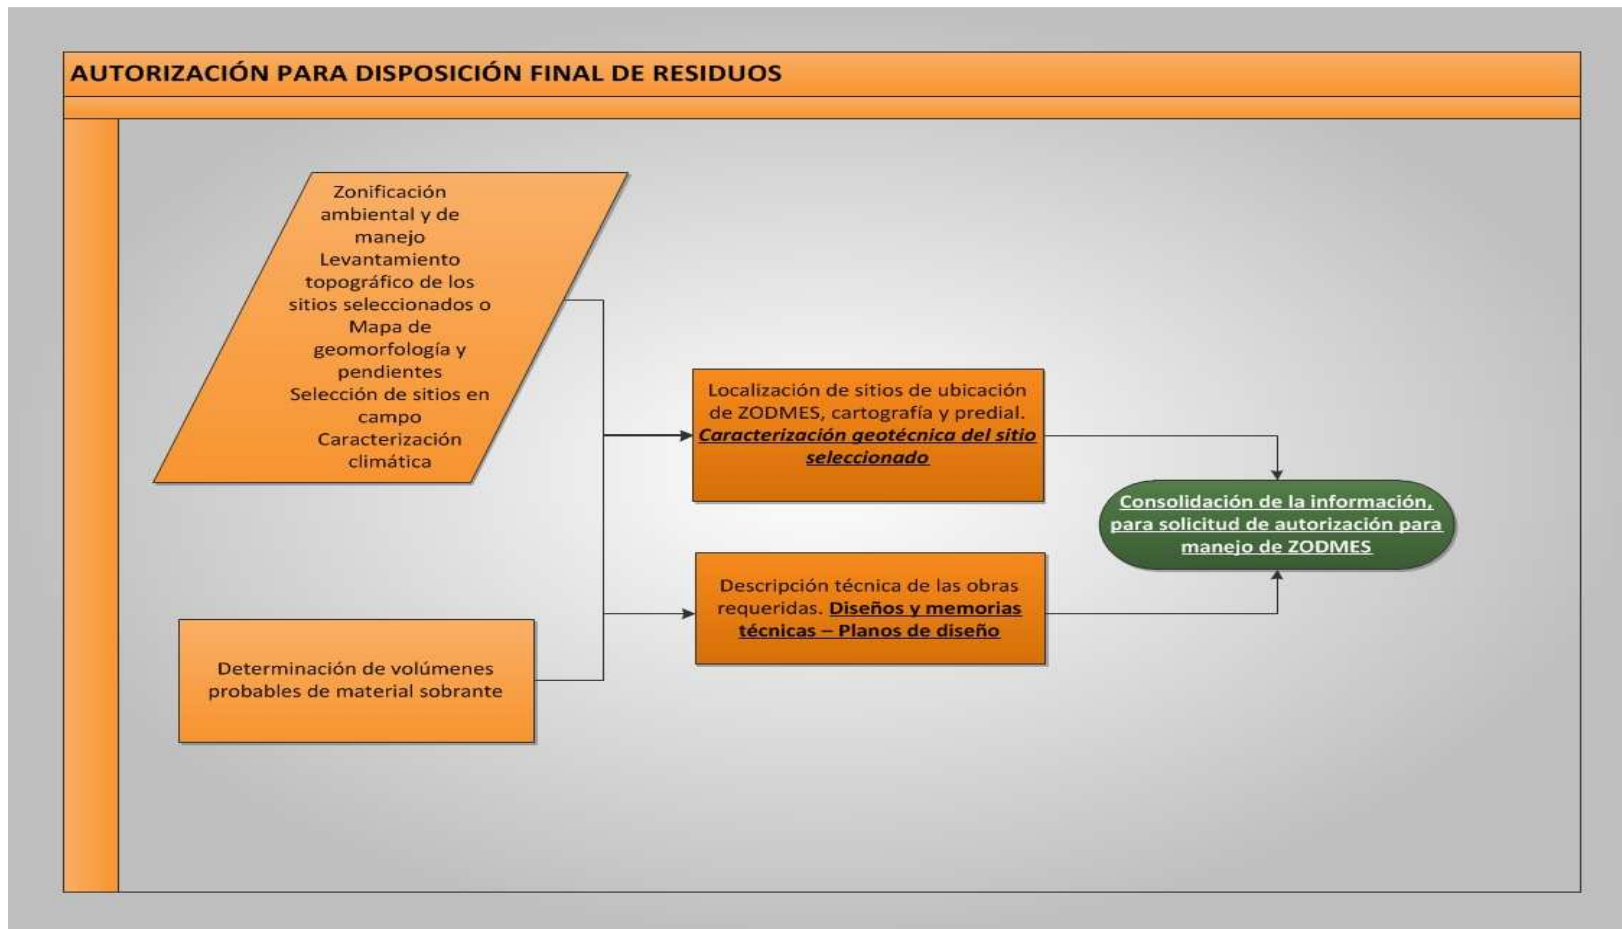 AUTORIZACIÓN PARA DISPOSICIÓN FINAL DE RESIDUOS
Zonificación
ambiental y de
manejo
Levantamiento
topográfico de los
sitios seleccionados o
Mapa de
geomorfología y
pendientes
Selección de sitios en
campo
Caracterización
climática
Determinación de volúmenes
probables de material sobrante
Localización de sitios de ubicación
de ZODMES, cartografía y predial.
Caracterización geotécnica del sitio
seleccionado
Descripción técnica de las obras
requeridas. Diseños y memorias
técnicas – Planos de diseño
Consolidación de la información,
para solicitud de autorización para
manejo de ZODMES